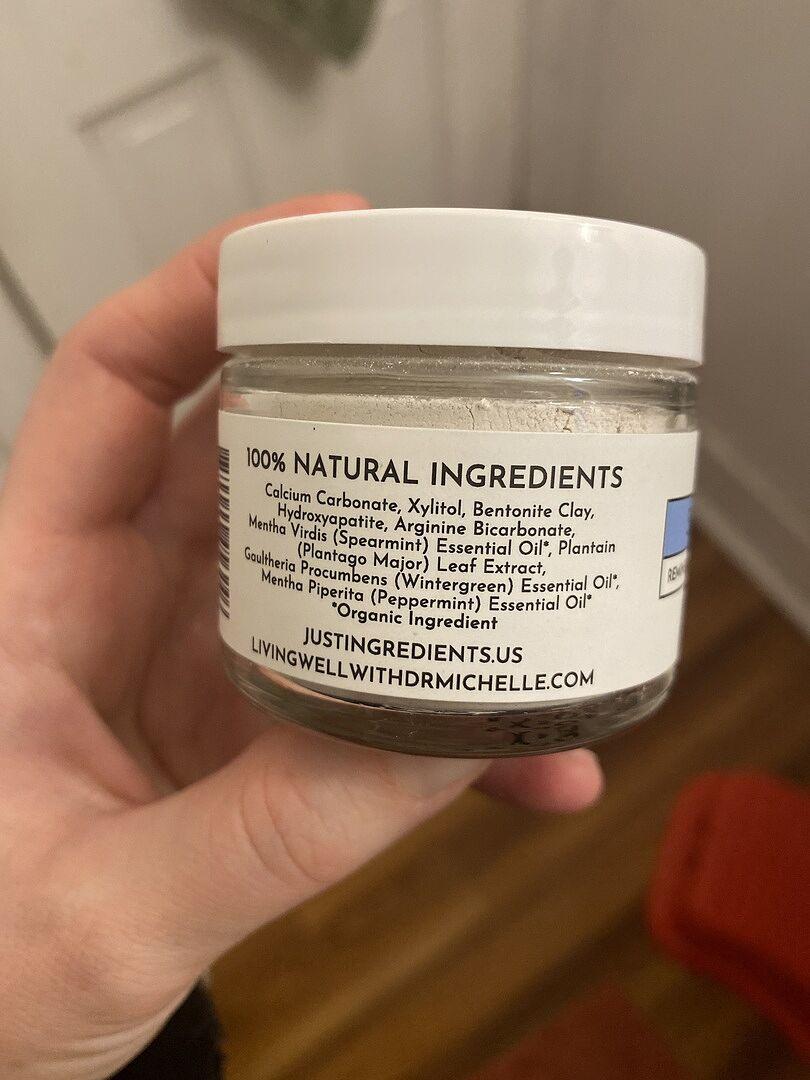 100% NATURAL INGREDIENTS
Calcium Carbonate, Xylitol, Bentonite Clay,
Hydroxyapatite, Arginine Bicarbonate,
Mentha Virdis (Spearmint) Essential Oil*, Plantain
(Plantago Major) Leaf Extract,
Gaultheria Procumbens (Wintergreen) Essential Oil*,
Mentha Piperita (Peppermint) Essential Oil*
*Organic Ingredient
JUSTINGREDIENTS.US
LIVINGWELLWITHDRMICHELLE.COM